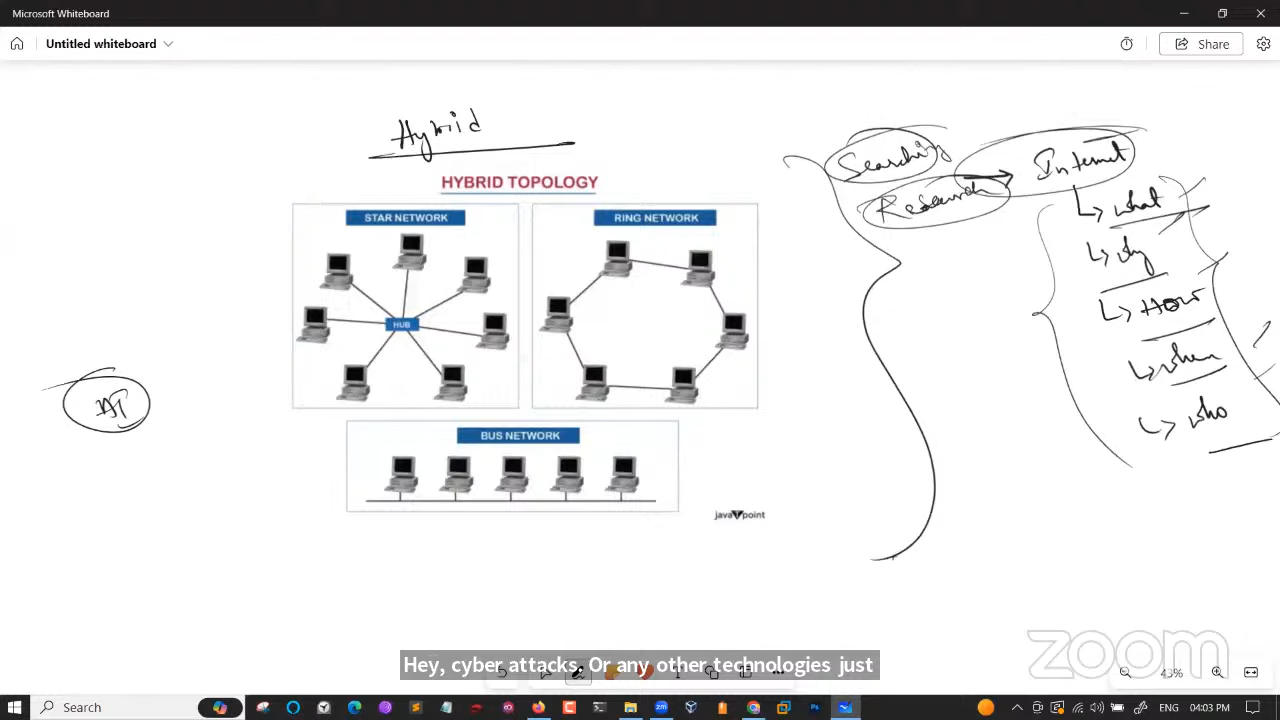 Microsoft Whiteboard
Untitled whiteboard
Share
Hybrid
HYBRID TOPOLOGY
STAR NETWORK
HUB
RING NETWORK
BUS NETWORK
javaTpoint
Searching
Research
Internet
what
why
How
when
who
zoom
Hey, cyber attacks. Or any other technologies just
Search
ENG
04:03 PM